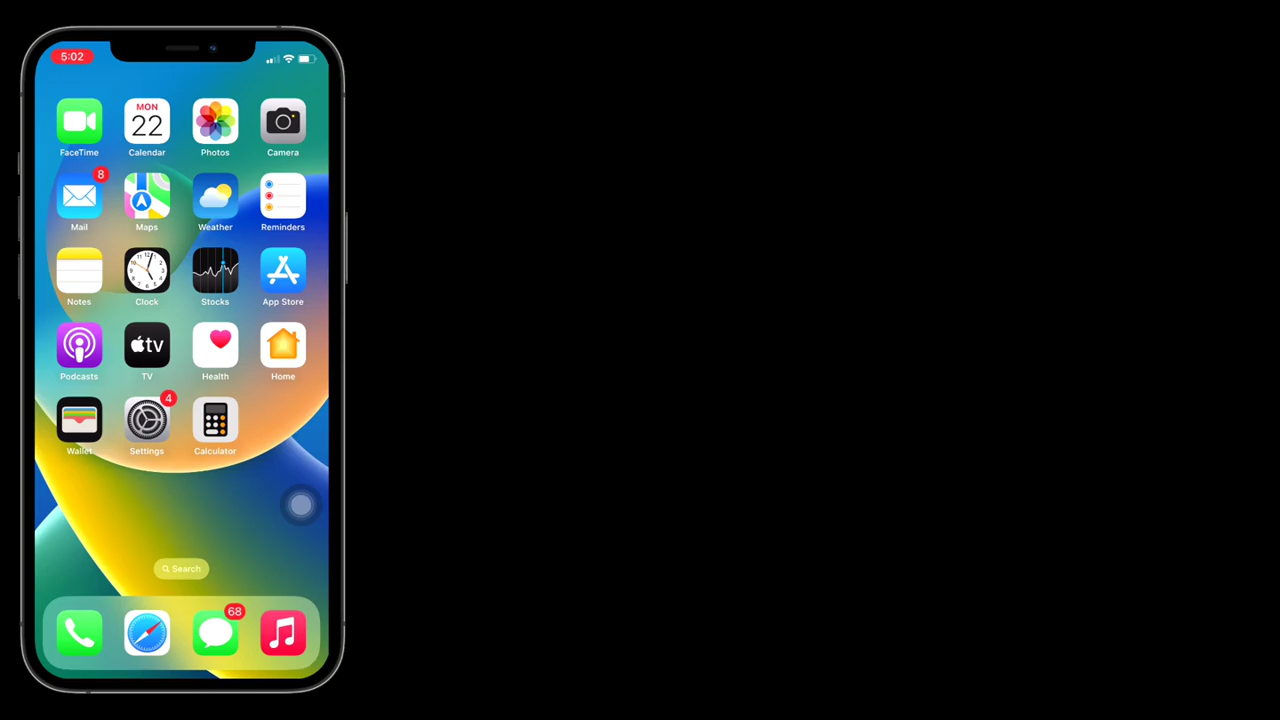 5:02
MON
22
FaceTime Calendar Photos Camera
8
Mail Maps Weather Reminders
Notes Clock Stocks App Store
tv
Podcasts TV Health Home
4
Wallet Settings Calculator
Search
68